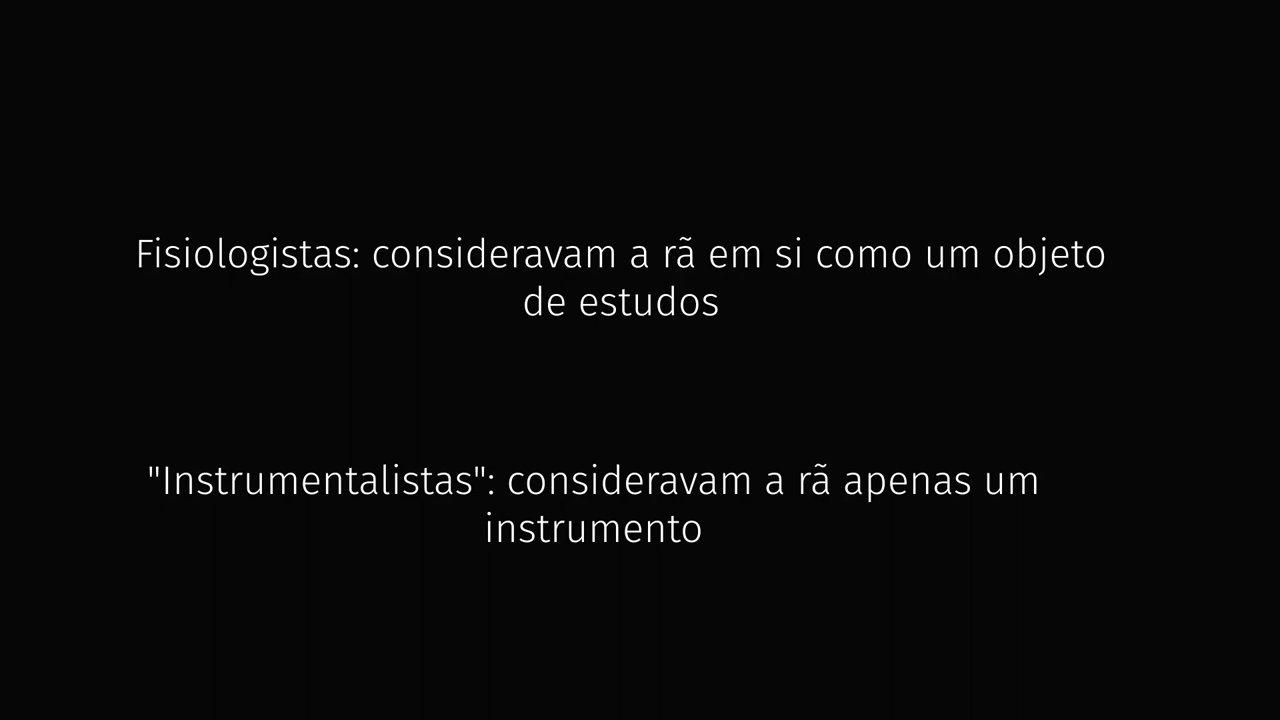 Fisiologistas: consideravam a rã em si como um objeto
de estudos
"Instrumentalistas": consideravam a rã apenas um
instrumento